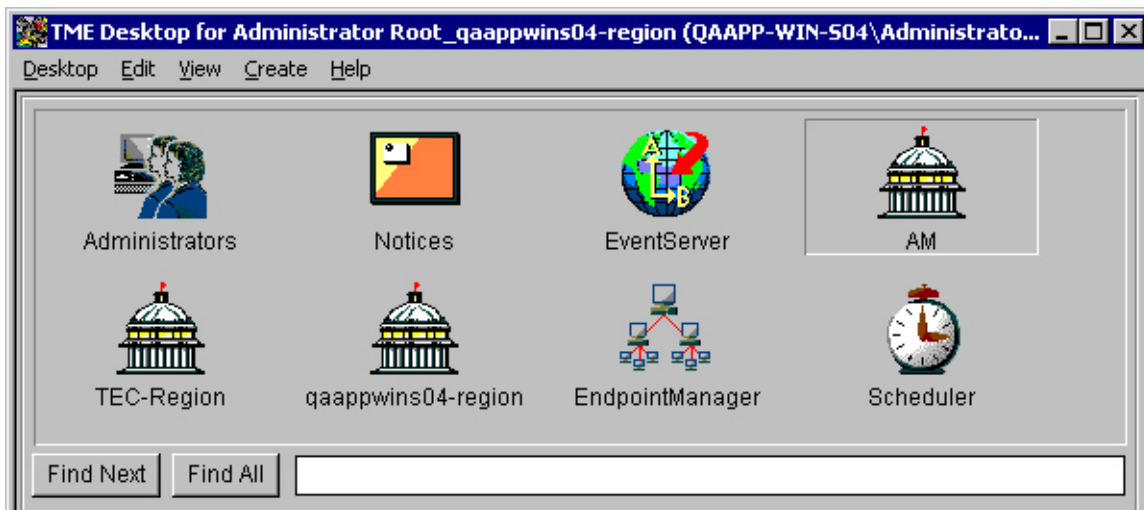 TME Desktop for Administrator Root_qaappwins04-region (QAAPP-WIN-S04\Administrato...
Desktop Edit View Create Help
Administrators Notices EventServer AM
TEC-Region qaappwins04-region EndpointManager Scheduler
Find Next Find All